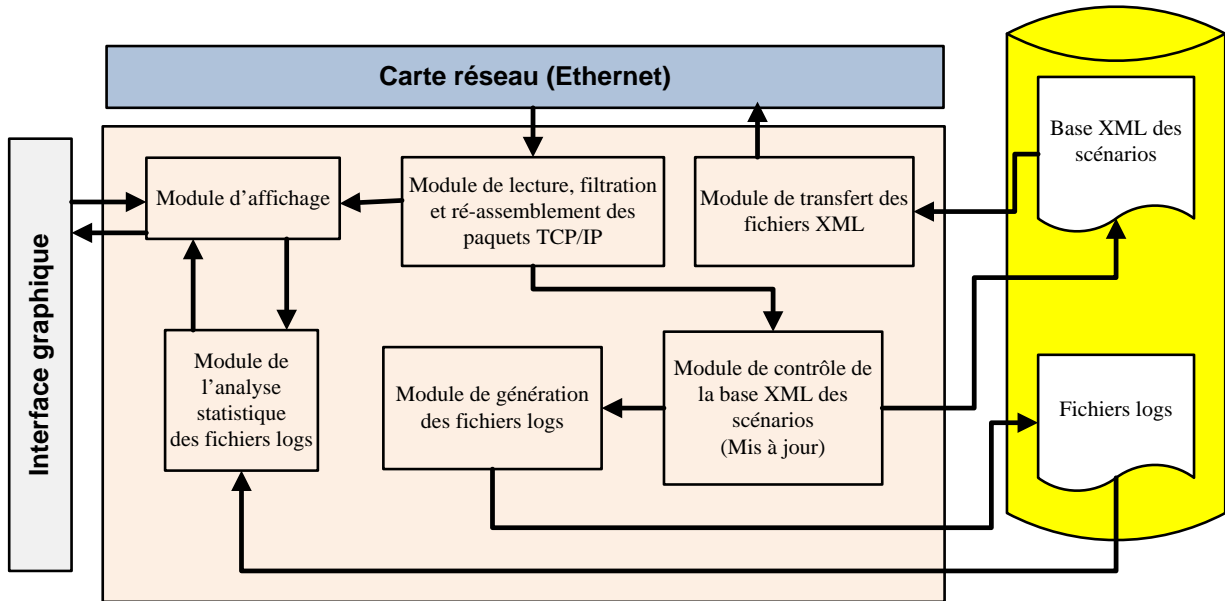 Carte réseau (Ethernet)
Interface graphique
Module d'affichage
Module de lecture, filtration
et ré-assemblement des
paquets TCP/IP
Module de transfert des
fichiers XML
Base XML des
scénarios
Module de
l'analyse
statistique
des fichiers logs
Module de génération
des fichiers logs
Module de contrôle de
la base XML des
scénarios
(Mis à jour)
Fichiers logs